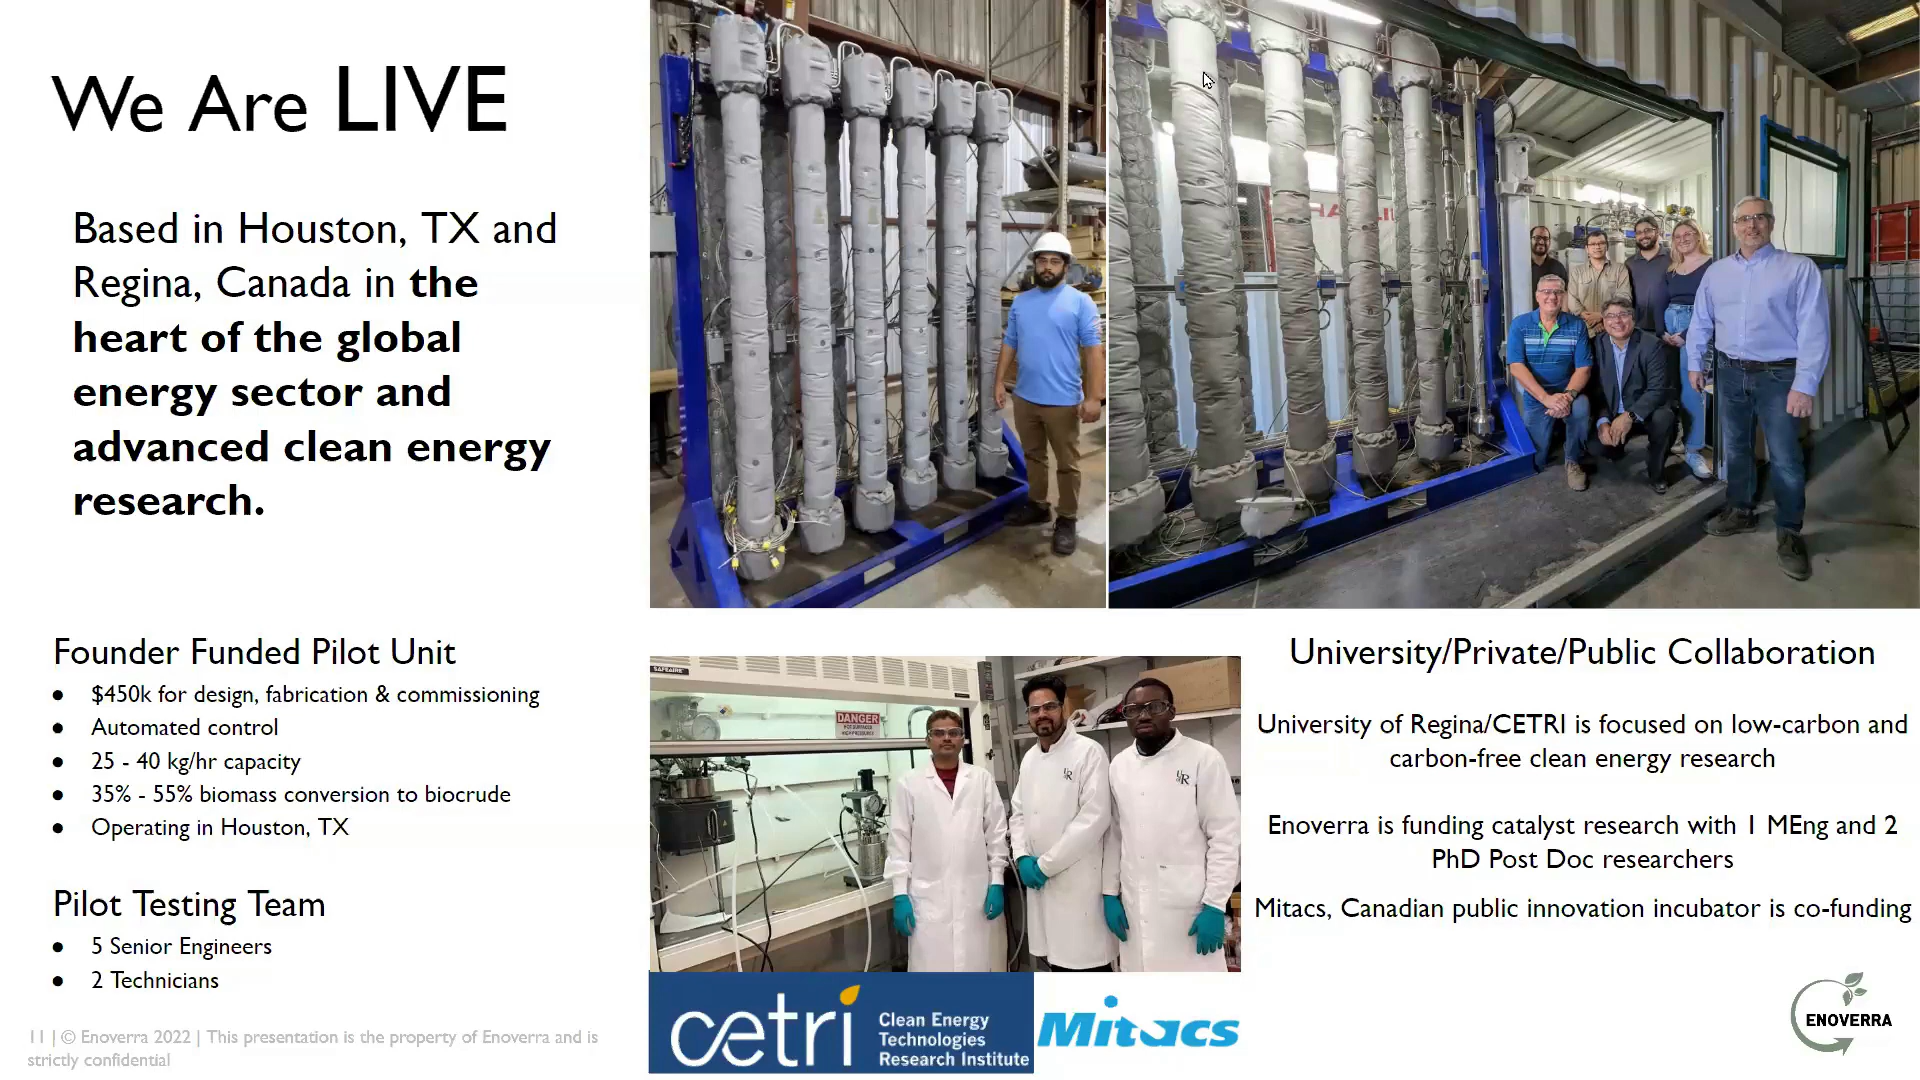 We Are LIVE
Based in Houston, TX and
Regina, Canada in the
heart of the global
energy sector and
advanced clean energy
research.
Founder Funded Pilot Unit
● $450k for design, fabrication & commissioning
● Automated control
● 25 - 40 kg/hr capacity
● 35% - 55% biomass conversion to biocrude
● Operating in Houston, TX
Pilot Testing Team
● 5 Senior Engineers
● 2 Technicians
11 | © Enoverra 2022 | This presentation is the property of Enoverra and is
strictly confidential
SAFEAIRE
DANGER
cetri
Clean Energy
Technologies
Research Institute
Mitacs
University/Private/Public Collaboration
University of Regina/CETRI is focused on low-carbon and
carbon-free clean energy research
Enoverra is funding catalyst research with 1 MEng and 2
PhD Post Doc researchers
Mitacs, Canadian public innovation incubator is co-funding
ENOVERRA